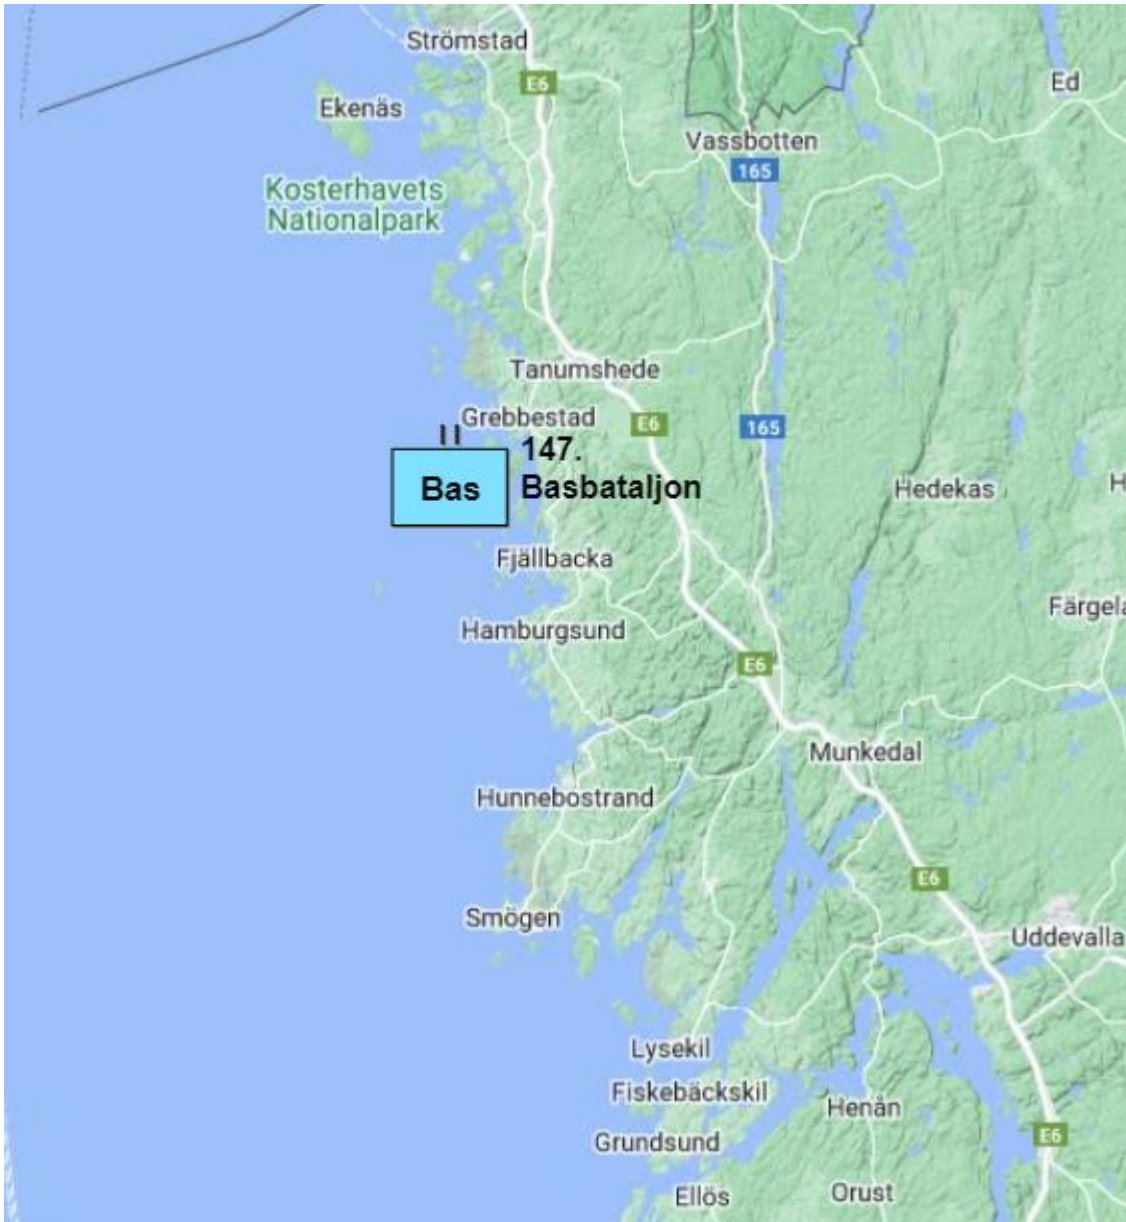 Strömstad
E6
Ed
Ekenäs
Vassbotten
165
Kosterhavets
Nationalpark
Tanumshede
Grebbestad
E6
165
II
147.
Bas
Basbataljon
Hedekas
H
Fjällbacka
Färgela
Hamburgsund
E6
Munkedal
Hunnebostrand
E6
Smögen
Uddevalla
Lysekil
Fiskebäckskil
Henån
E6
Grundsund
Ellös
Orust